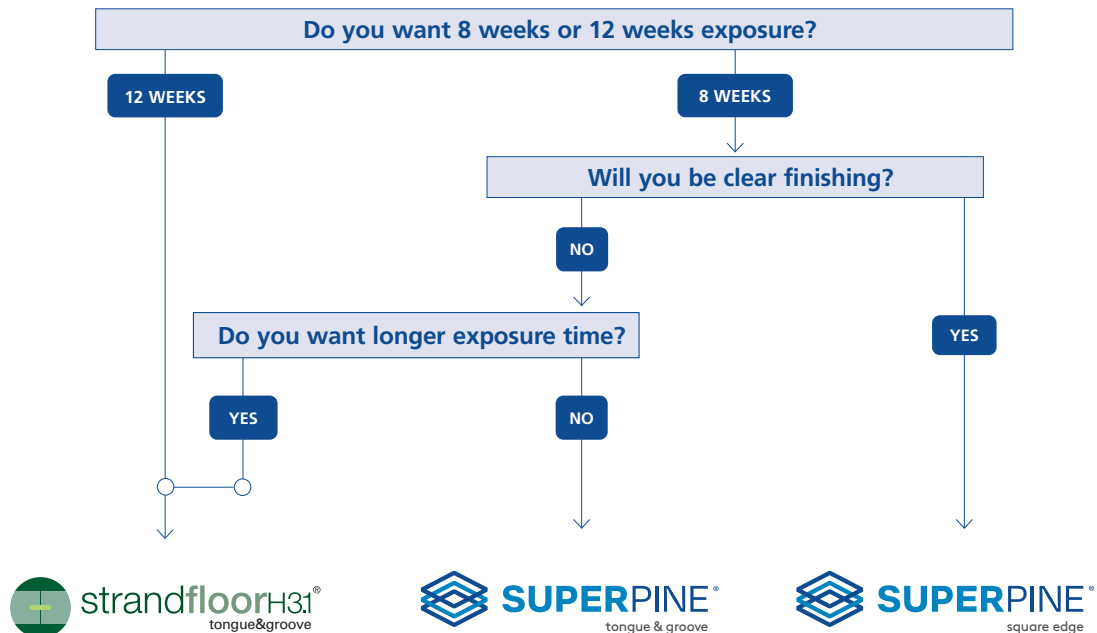 Do you want 8 weeks or 12 weeks exposure?
12 WEEKS
8 WEEKS
Will you be clear finishing?
NO
Do you want longer exposure time?
YES
YES
NO
strandfloorH3.1®
tongue&groove
SUPERPINE®
tongue & groove
SUPERPINE®
square edge